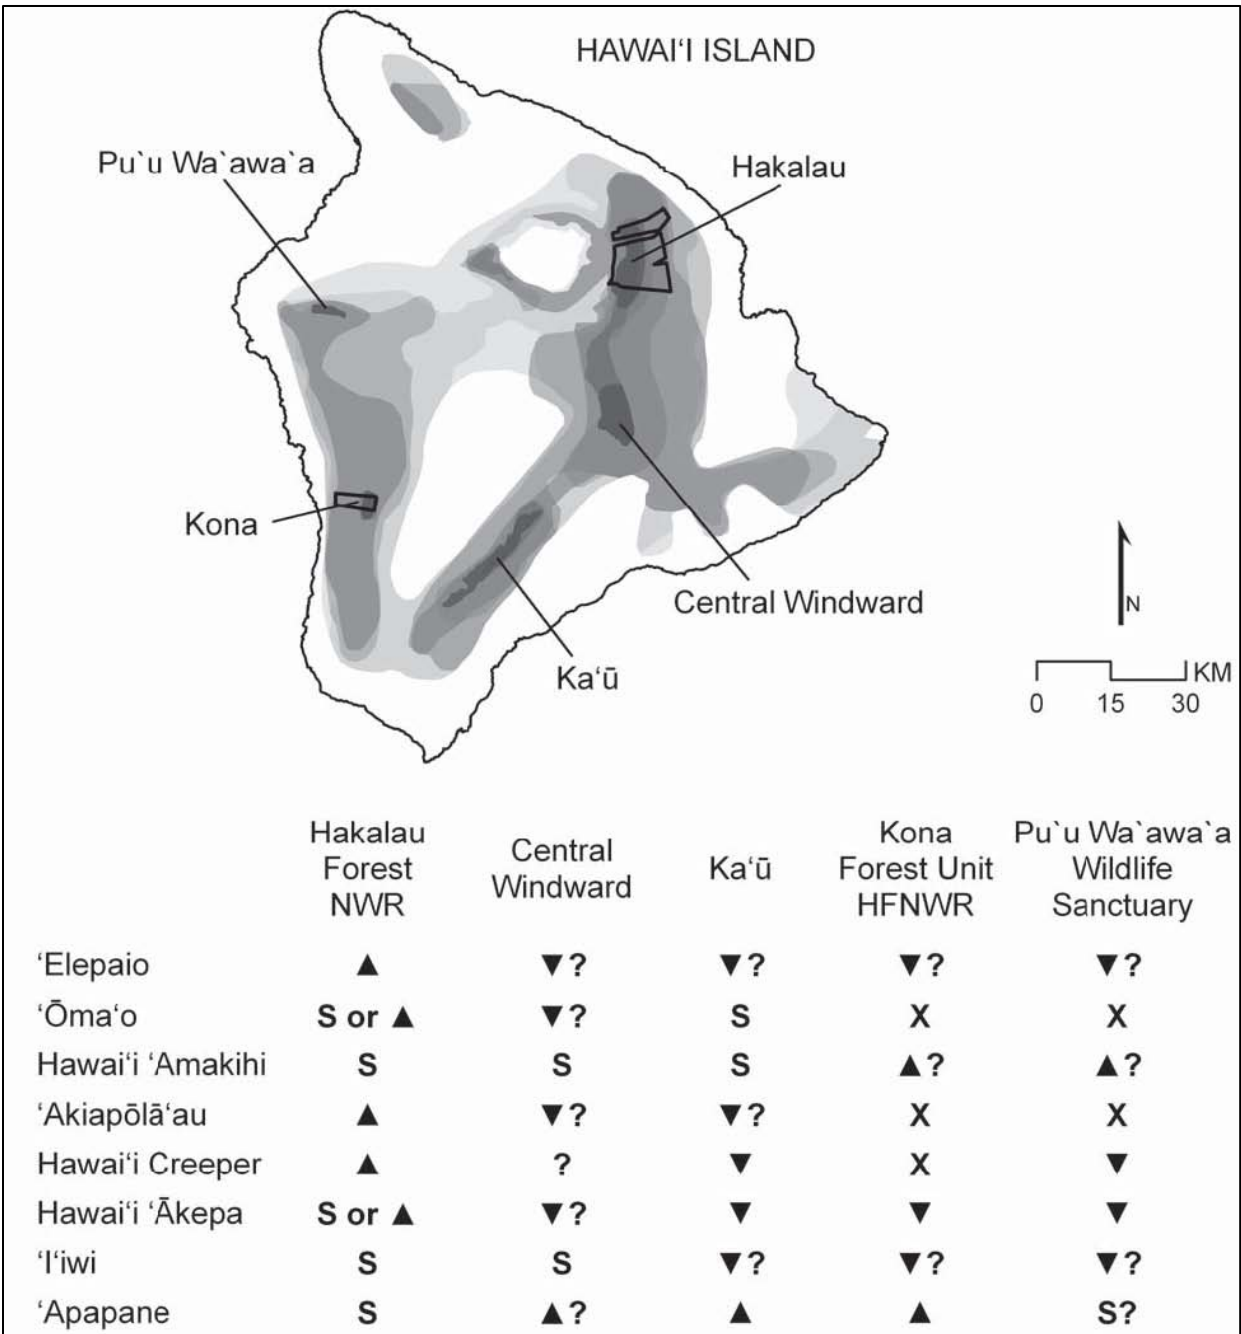 HAWAI‘I ISLAND
Pu`u Wa`awa`a
Hakalau
Kona
Central Windward
Ka‘ū
N
KM
0 15 30
Hakalau
Forest
NWR
Central
Windward
Ka‘ū
Kona
Forest Unit
HFNWR
Pu`u Wa`awa`a
Wildlife
Sanctuary
‘Elepaio ▲ ▼? ▼? ▼? ▼?
‘Ōma‘o S or ▲ ▼? S X X
Hawai‘i ‘Amakihi S S S ▲? ▲?
‘Akiapōlā‘au ▲ ▼? ▼? X X
Hawai‘i Creeper ▲ ? ▼ X ▼
Hawai‘i ‘Ākepa S or ▲ ▼? ▼ ▼ ▼
‘I‘iwi S S ▼? ▼? ▼?
‘Apapane S ▲? ▲ ▲ S?